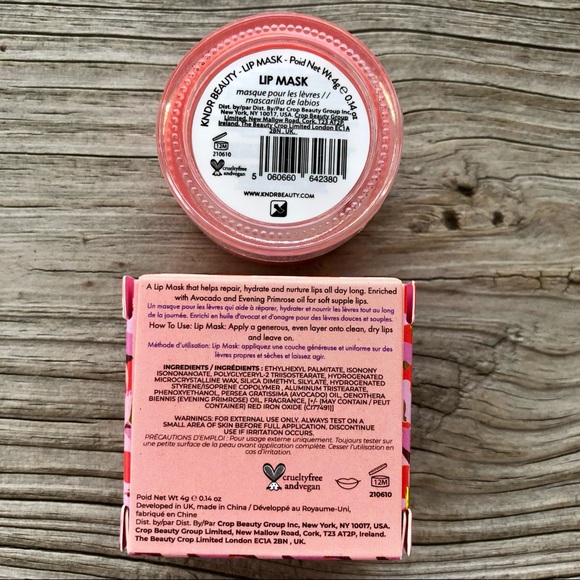 KNDR BEAUTY - LIP MASK - Poid Net Wt 4g ℮ 0.14 oz
LIP MASK
masque pour les lèvres//
mascarilla de labios
Dist. by/par Dist. By/Par Crop Beauty Group Inc,
New York, NY 10017, USA. Crop Beauty Group
Limited, New Mallow Road, Cork, T23 AT2P,
Ireland. The Beauty Crop Limited London EC1A
2BN , UK.
12M
210610
crueltyfree
andvegan
5 060660 642380
WWW.KNDRBEAUTY.COM
A Lip Mask that helps repair, hydrate and nurture lips all day long. Enriched
with Avocado and Evening Primrose oil for soft supple lips.
Un masque pour les lèvres qui aide à réparer, hydrater et nourrir les lèvres tout au long
de la journée. Enrichi en huile d'avocat et d'onagre pour des lèvres douces et souples.
How To Use: Lip Mask: Apply a generous, even layer onto clean, dry lips
and leave on.
Méthode d'utilisation: Lip Mask: appliquez une couche généreuse et uniforme sur des
lèvres propres et sèches et laissez agir.
INGREDIENTS / INGRÉDIENTS : ETHYLHEXYL PALMITATE, ISONONY
ISONONANOATE, POLYGLYCERYL-2 TRIISOSTEARATE, HYDROGENATED
MICROCRYSTALLINE WAX, SILICA DIMETHYL SILYLATE, HYDROGENATED
STYRENE/ISOPRENE COPOLYMER , ALUMINUM TRISTEARATE,
PHENOXYETHANOL, PERSEA GRATISSIMA (AVOCADO) OIL, OENOTHERA
BIENNIS (EVENING PRIMROSE) OIL, FRAGRANCE, [+/- (MAY CONTAIN / PEUT
CONTENIR) RED IRON OXIDE (CI77491)]
WARNINGS: FOR EXTERNAL USE ONLY. ALWAYS TEST ON A
SMALL AREA OF SKIN BEFORE FULL APPLICATION. DISCONTINUE
USE IF IRRITATION OCCURS.
PRÉCAUTIONS D'EMPLOI : Pour usage externe uniquement. Toujours tester sur
une petite surface de la peau avant application complète. Cesser l'utilisation en
cas d'irritation.
crueltyfree
andvegan
12M
210610
Poid Net Wt 4g ℮ 0.14 oz
Developed in UK, made in China / Développé au Royaume-Uni,
fabriqué en Chine
Dist. by/par Dist. By/Par Crop Beauty Group Inc, New York, NY 10017, USA.
Crop Beauty Group Limited, New Mallow Road, Cork, T23 AT2P, Ireland.
The Beauty Crop Limited London EC1A 2BN , UK.